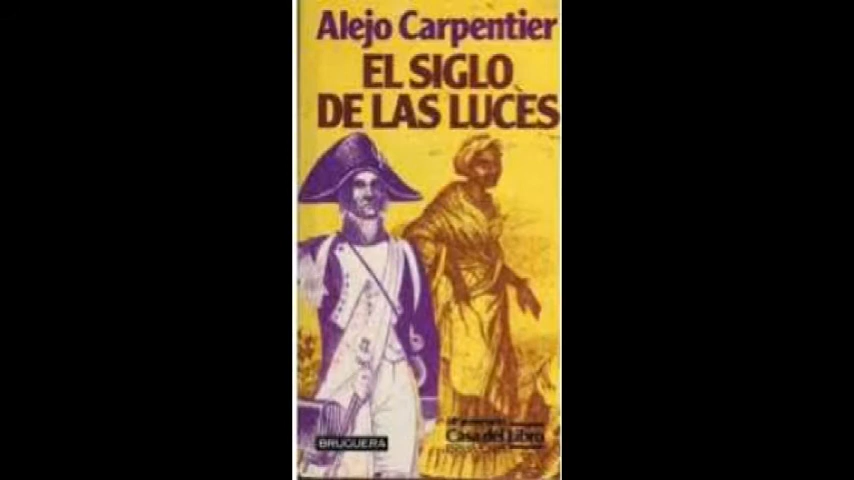 Alejo Carpentier
EL SIGLO
DE LAS LUCES
BRUGUERA
Casa del Libro